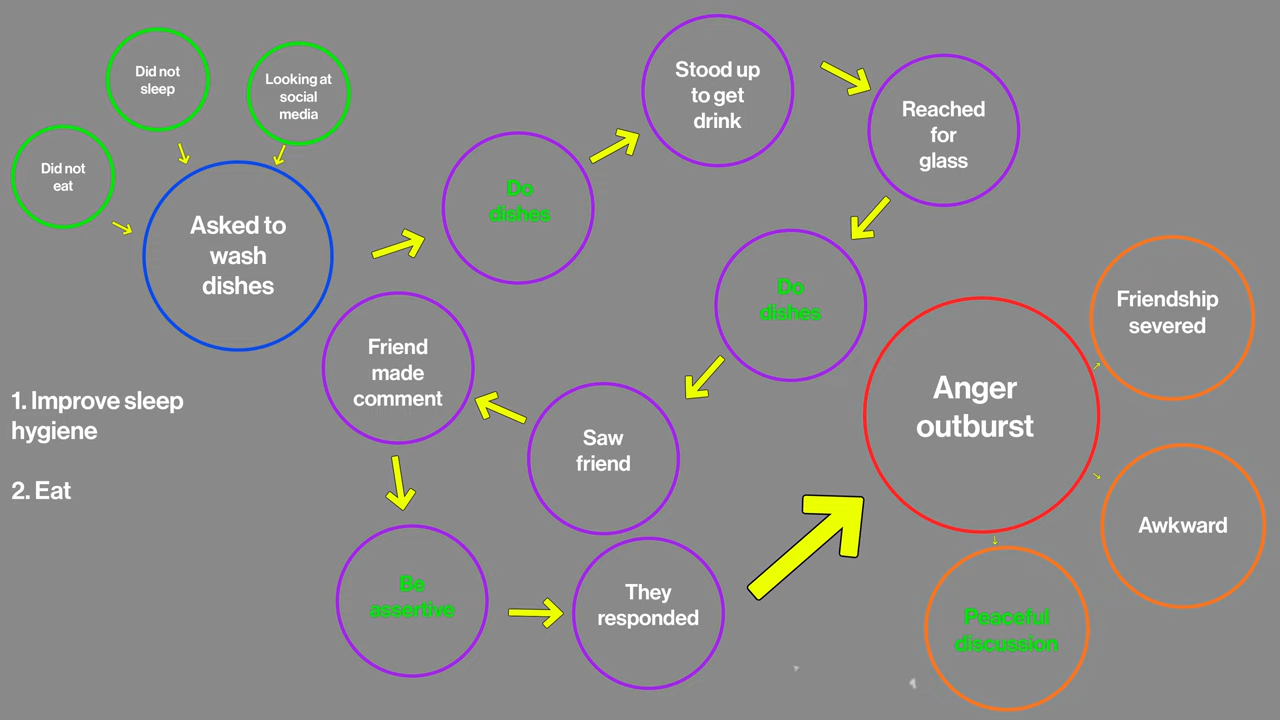 Did not
sleep
Looking at
social
media
Did not
eat
Asked to
wash
dishes
Do
dishes
Stood up
to get
drink
Reached
for
glass
Do
dishes
Saw
friend
Friend
made
comment
Be
assertive
They
responded
Anger
outburst
Friendship
severed
Awkward
Peaceful
discussion
1. Improve sleep
hygiene
2. Eat